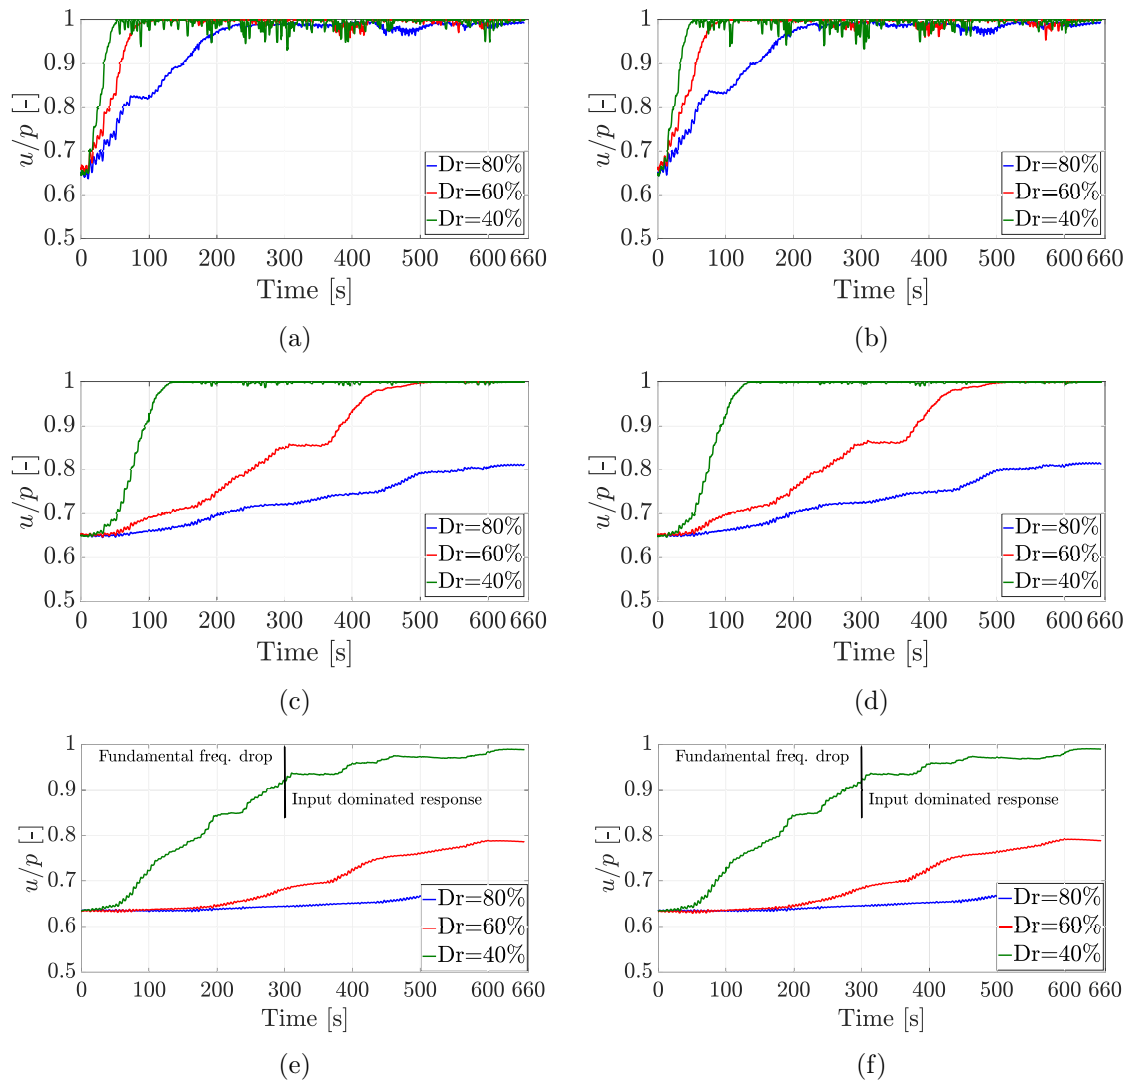 1
0.9
0.8
0.7
0.6
0.5
u/p [-]
Dr=80%
Dr=60%
Dr=40%
0 100 200 300 400 500 600 660
Time [s]
(a)
1
0.9
0.8
0.7
0.6
0.5
u/p [-]
Dr=80%
Dr=60%
Dr=40%
0 100 200 300 400 500 600 660
Time [s]
(b)
1
0.9
0.8
0.7
0.6
0.5
u/p [-]
Dr=80%
Dr=60%
Dr=40%
0 100 200 300 400 500 600 660
Time [s]
(c)
1
0.9
0.8
0.7
0.6
0.5
u/p [-]
Dr=80%
Dr=60%
Dr=40%
0 100 200 300 400 500 600 660
Time [s]
(d)
1
0.9
0.8
0.7
0.6
0.5
u/p [-]
Fundamental freq. drop
Input dominated response
Dr=80%
Dr=60%
Dr=40%
0 100 200 300 400 500 600 660
Time [s]
(e)
1
0.9
0.8
0.7
0.6
0.5
u/p [-]
Fundamental freq. drop
Input dominated response
Dr=80%
Dr=60%
Dr=40%
0 100 200 300 400 500 600 660
Time [s]
(f)